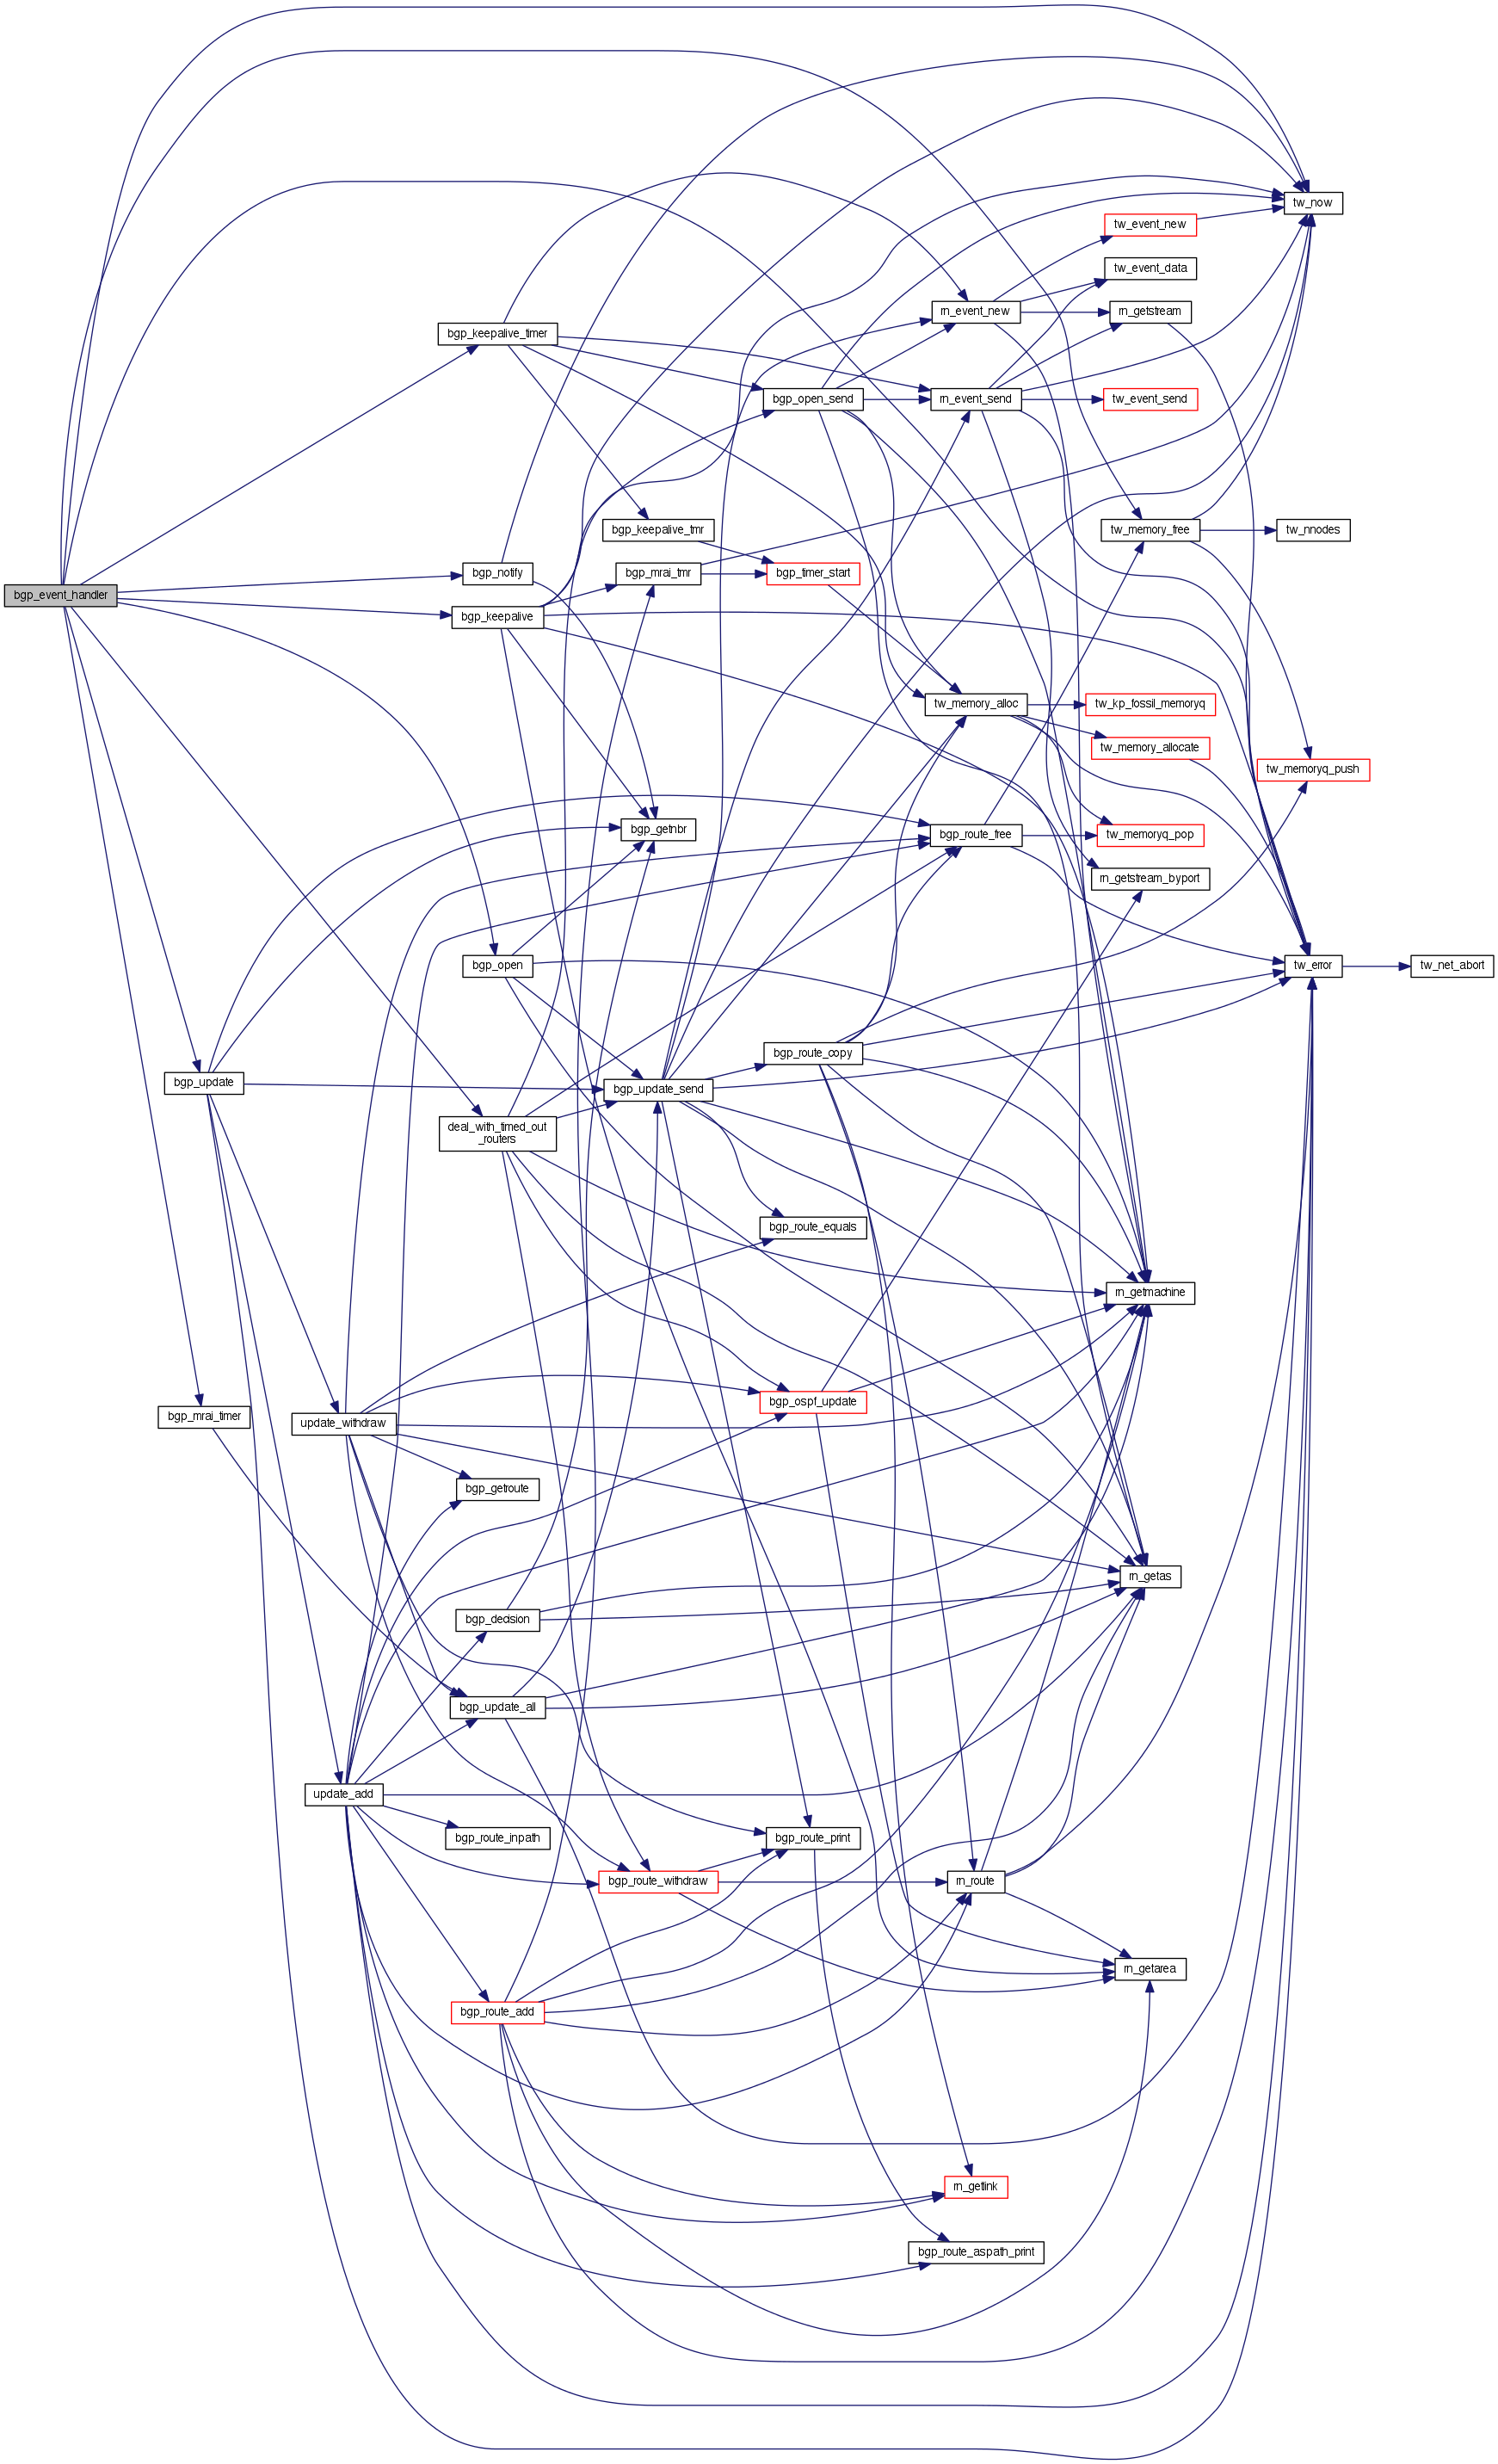 tw_now
tw_event_new
tw_event_data
rn_event_new
rn_getstream
bgp_keepalive_timer
bgp_open_send
rn_event_send
tw_event_send
bgp_keepalive_tmr
tw_memory_free
tw_nnodes
bgp_notify
bgp_mrai_tmr
bgp_timer_start
bgp_event_handler
bgp_keepalive
tw_memory_alloc
tw_kp_fossil_memoryq
tw_memory_allocate
tw_memoryq_push
bgp_getnbr
bgp_route_free
tw_memoryq_pop
rn_getstream_byport
bgp_open
tw_error
tw_net_abort
bgp_route_copy
bgp_update
bgp_update_send
deal_with_timed_out
_routers
bgp_route_equals
rn_getmachine
bgp_ospf_update
bgp_mrai_timer
update_withdraw
bgp_getroute
rn_getas
bgp_decision
bgp_update_all
update_add
bgp_route_inpath
bgp_route_print
bgp_route_withdraw
rn_route
rn_getarea
bgp_route_add
rn_getlink
bgp_route_aspath_print